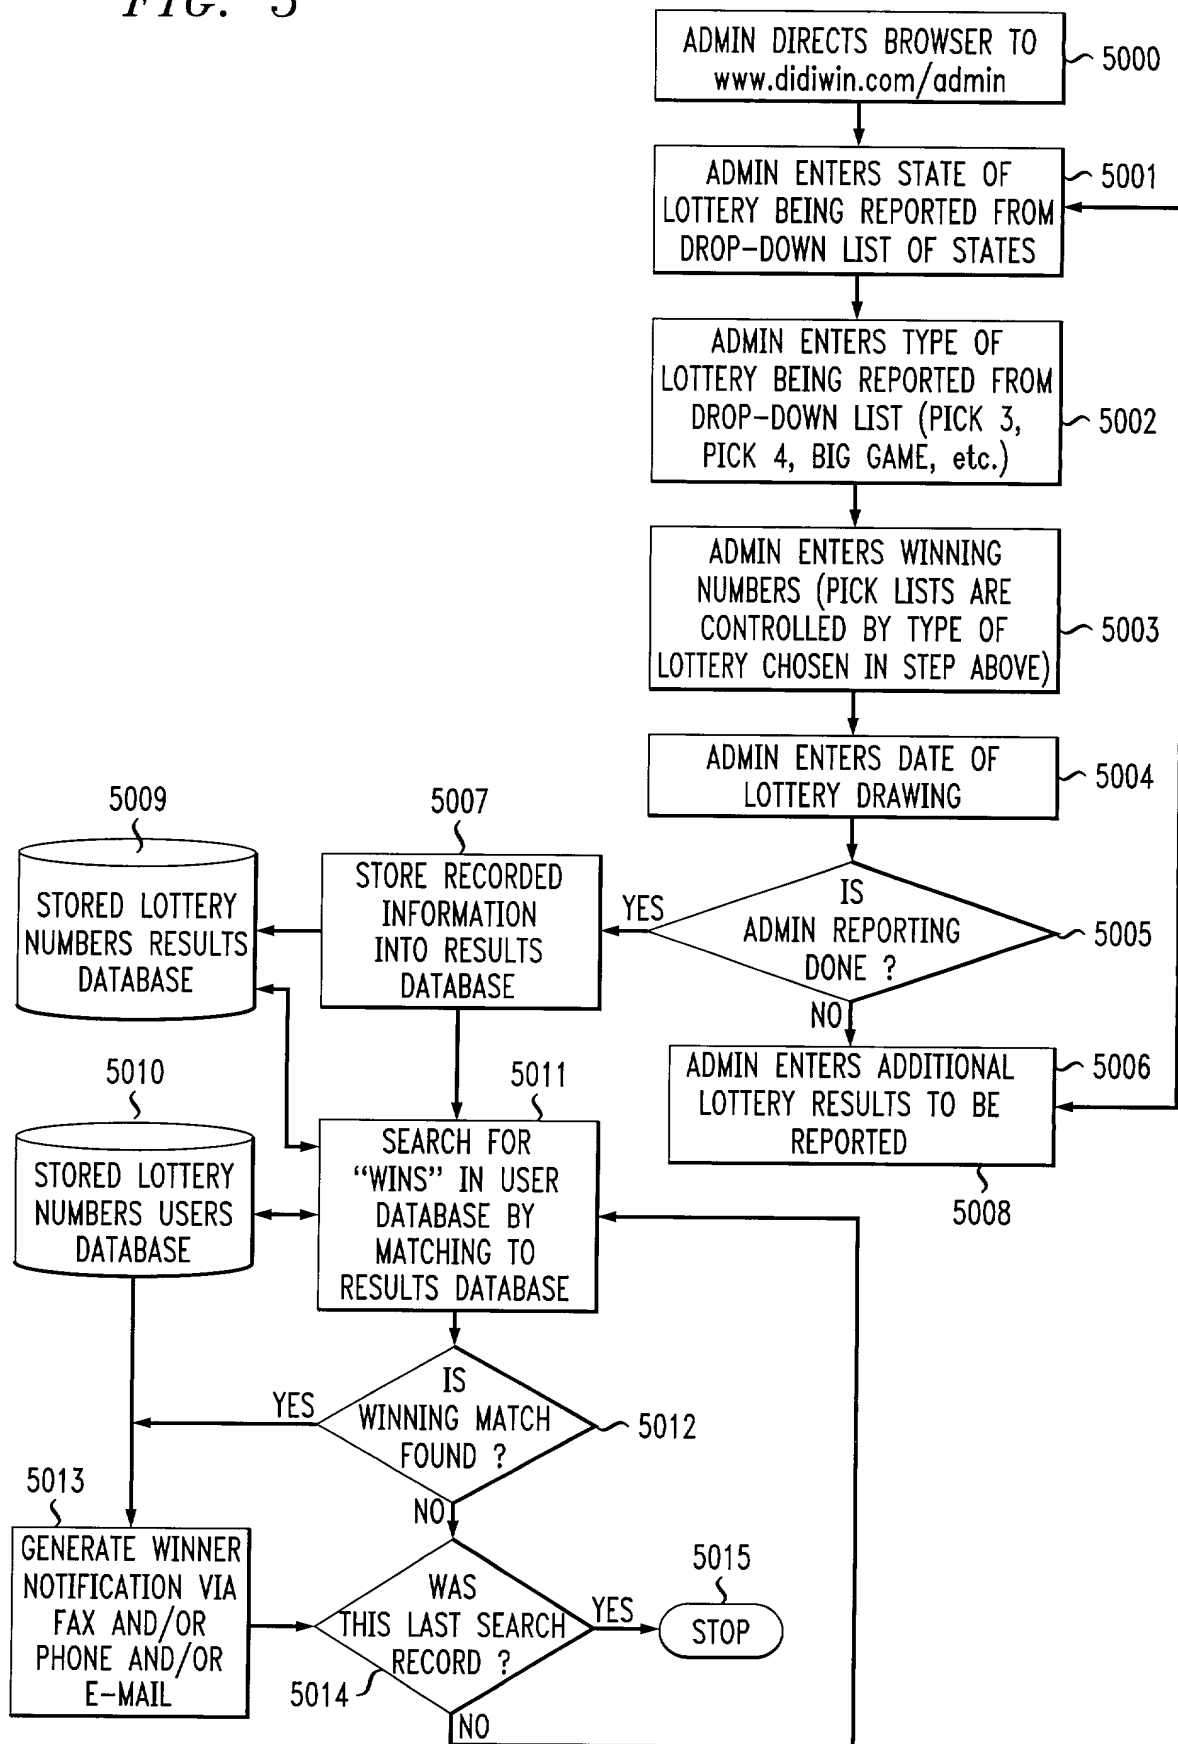 FIG. 5
ADMIN DIRECTS BROWSER TO
www.didiwin.com/admin
5000
ADMIN ENTERS STATE OF
LOTTERY BEING REPORTED FROM
DROP-DOWN LIST OF STATES
5001
ADMIN ENTERS TYPE OF
LOTTERY BEING REPORTED FROM
DROP-DOWN LIST (PICK 3,
PICK 4, BIG GAME, etc.)
5002
ADMIN ENTERS WINNING
NUMBERS (PICK LISTS ARE
CONTROLLED BY TYPE OF
LOTTERY CHOSEN IN STEP ABOVE)
5003
ADMIN ENTERS DATE OF
LOTTERY DRAWING
5004
IS
ADMIN REPORTING
DONE ?
5005
YES
NO
5007
STORE RECORDED
INFORMATION
INTO RESULTS
DATABASE
5009
STORED LOTTERY
NUMBERS RESULTS
DATABASE
ADMIN ENTERS ADDITIONAL
LOTTERY RESULTS TO BE
REPORTED
5006
5008
5010
STORED LOTTERY
NUMBERS USERS
DATABASE
5011
SEARCH FOR
“WINS” IN USER
DATABASE BY
MATCHING TO
RESULTS DATABASE
IS
WINNING MATCH
FOUND ?
5012
YES
NO
5013
GENERATE WINNER
NOTIFICATION VIA
FAX AND/OR
PHONE AND/OR
E-MAIL
WAS
THIS LAST SEARCH
RECORD ?
5014
YES
NO
5015
STOP